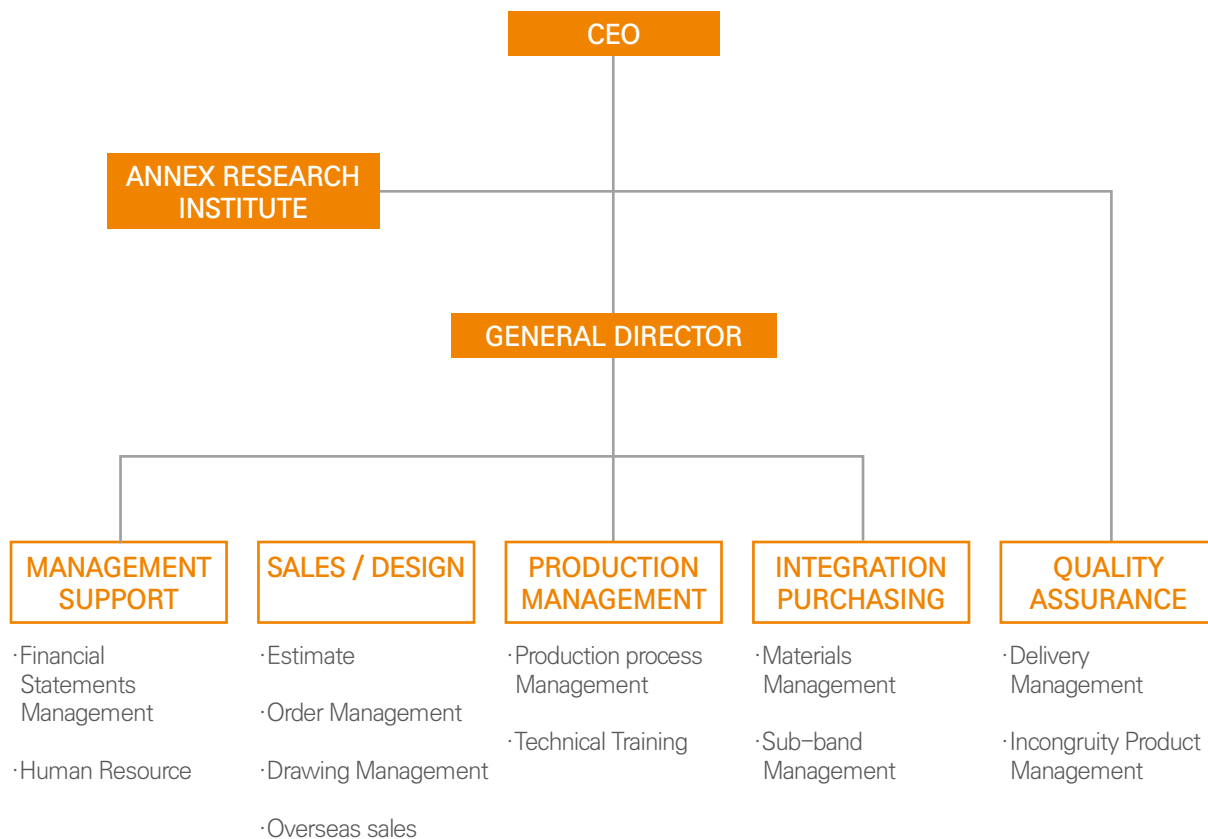 CEO
ANNEX RESEARCH
INSTITUTE
GENERAL DIRECTOR
MANAGEMENT
SUPPORT
·Financial
Statements
Management
·Human Resource
SALES / DESIGN
·Estimate
·Order Management
·Drawing Management
·Overseas sales
PRODUCTION
MANAGEMENT
·Production process
Management
·Technical Training
INTEGRATION
PURCHASING
·Materials
Management
·Sub-band
Management
QUALITY
ASSURANCE
·Delivery
Management
·Incongruity Product
Management